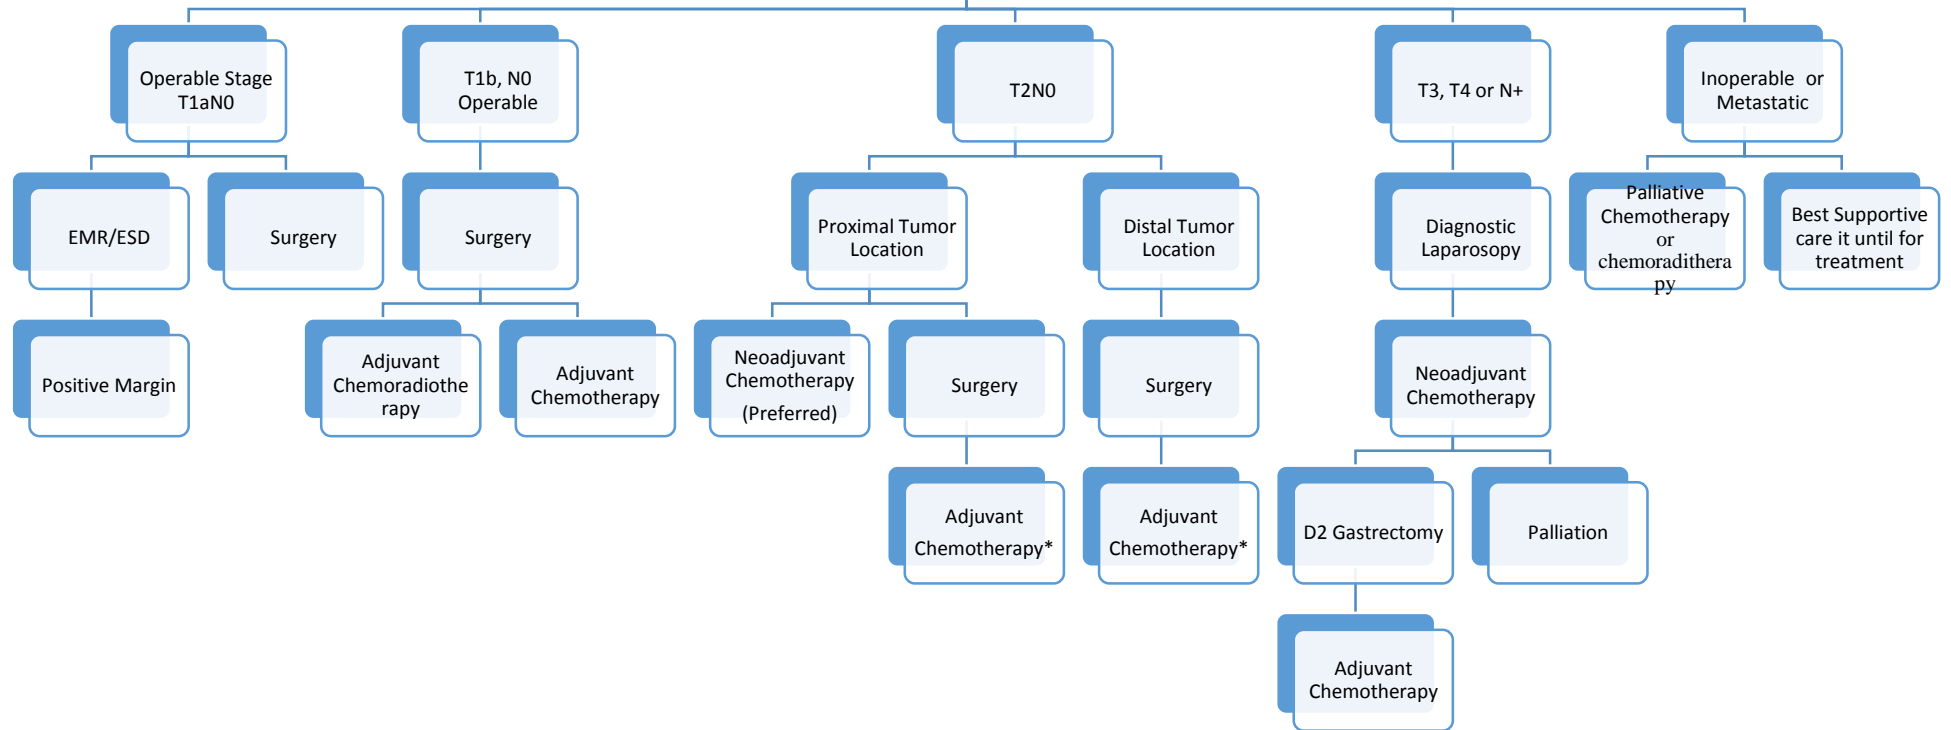 Operable Stage
T1aN0
T1b, N0
Operable
T2N0
T3, T4 or N+
Inoperable or
Metastatic
EMR/ESD
Surgery
Surgery
Proximal Tumor
Location
Distal Tumor
Location
Diagnostic
Laparosopy
Palliative
Chemotherapy
or
chemoradithera
py
Best Supportive
care it until for
treatment
Positive Margin
Adjuvant
Chemoradiothe
rapy
Adjuvant
Chemotherapy
Neoadjuvant
Chemotherapy
(Preferred)
Surgery
Surgery
Neoadjuvant
Chemotherapy
Adjuvant
Chemotherapy*
Adjuvant
Chemotherapy*
D2 Gastrectomy
Palliation
Adjuvant
Chemotherapy